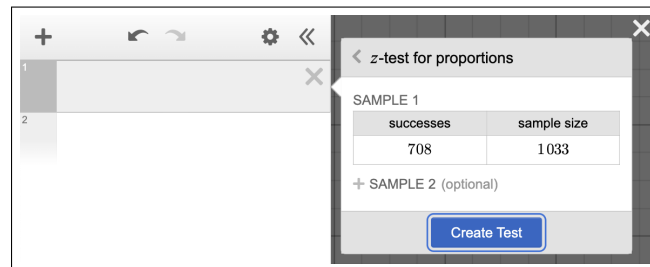 z-test for proportions
1
SAMPLE 1
successes sample size
708 1033
2
SAMPLE 2 (optional)
Create Test